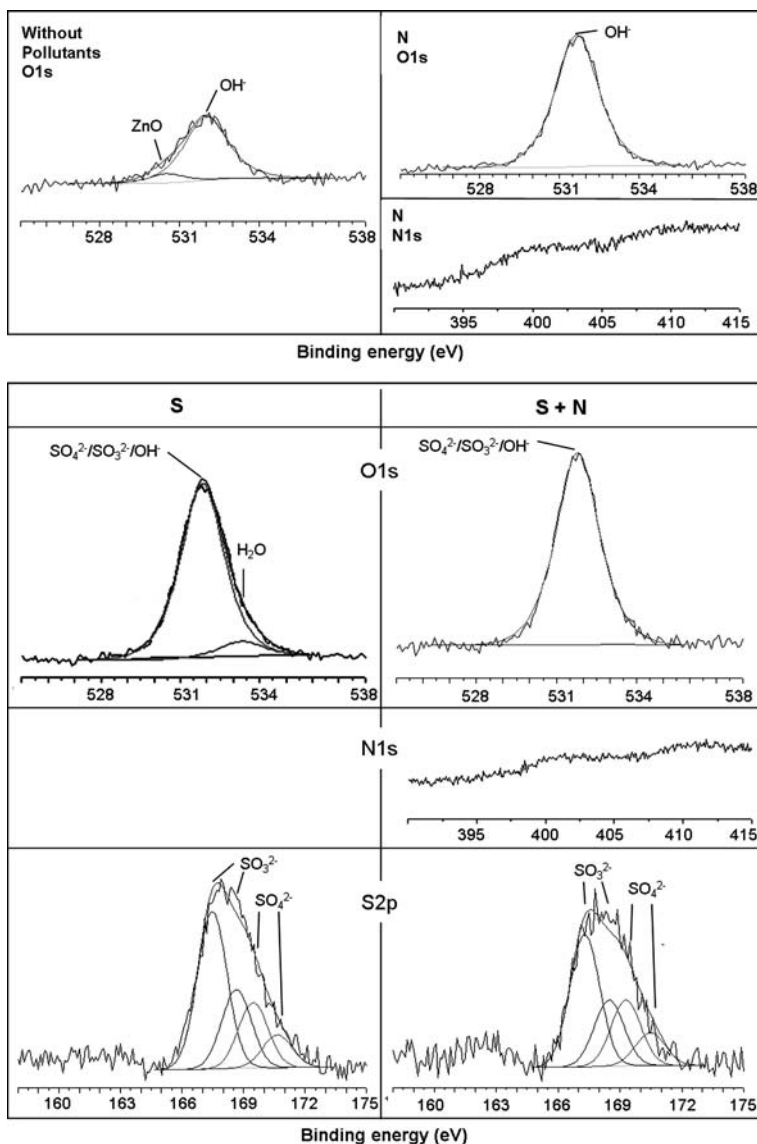 Without
Pollutants
O1s
ZnO
OH-
528 531 534 538
N
O1s
OH-
528 531 534 538
N
N1s
395 400 405 410 415
Binding energy (eV)
S
S + N
SO₄²⁻/SO₃²⁻/OH-
H₂O
528 531 534 538
O1s
SO₄²⁻/SO₃²⁻/OH-
528 531 534 538
N1s
395 400 405 410 415
SO₃²⁻
SO₄²⁻
160 163 166 169 172 175
S2p
SO₃²⁻
SO₄²⁻
160 163 166 169 172 175
Binding energy (eV)